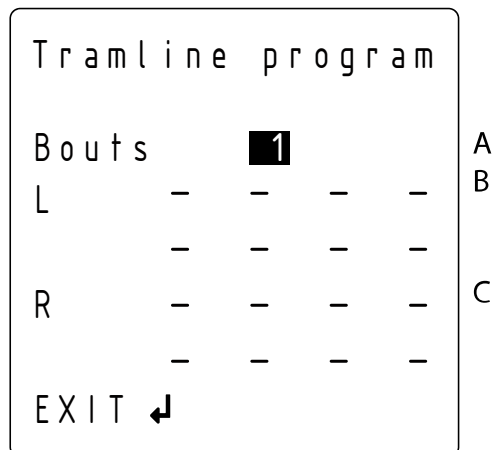 Tramline program
Bouts 1 A
L – – – – B
– – – –
R – – – – C
– – – –
EXIT ↲